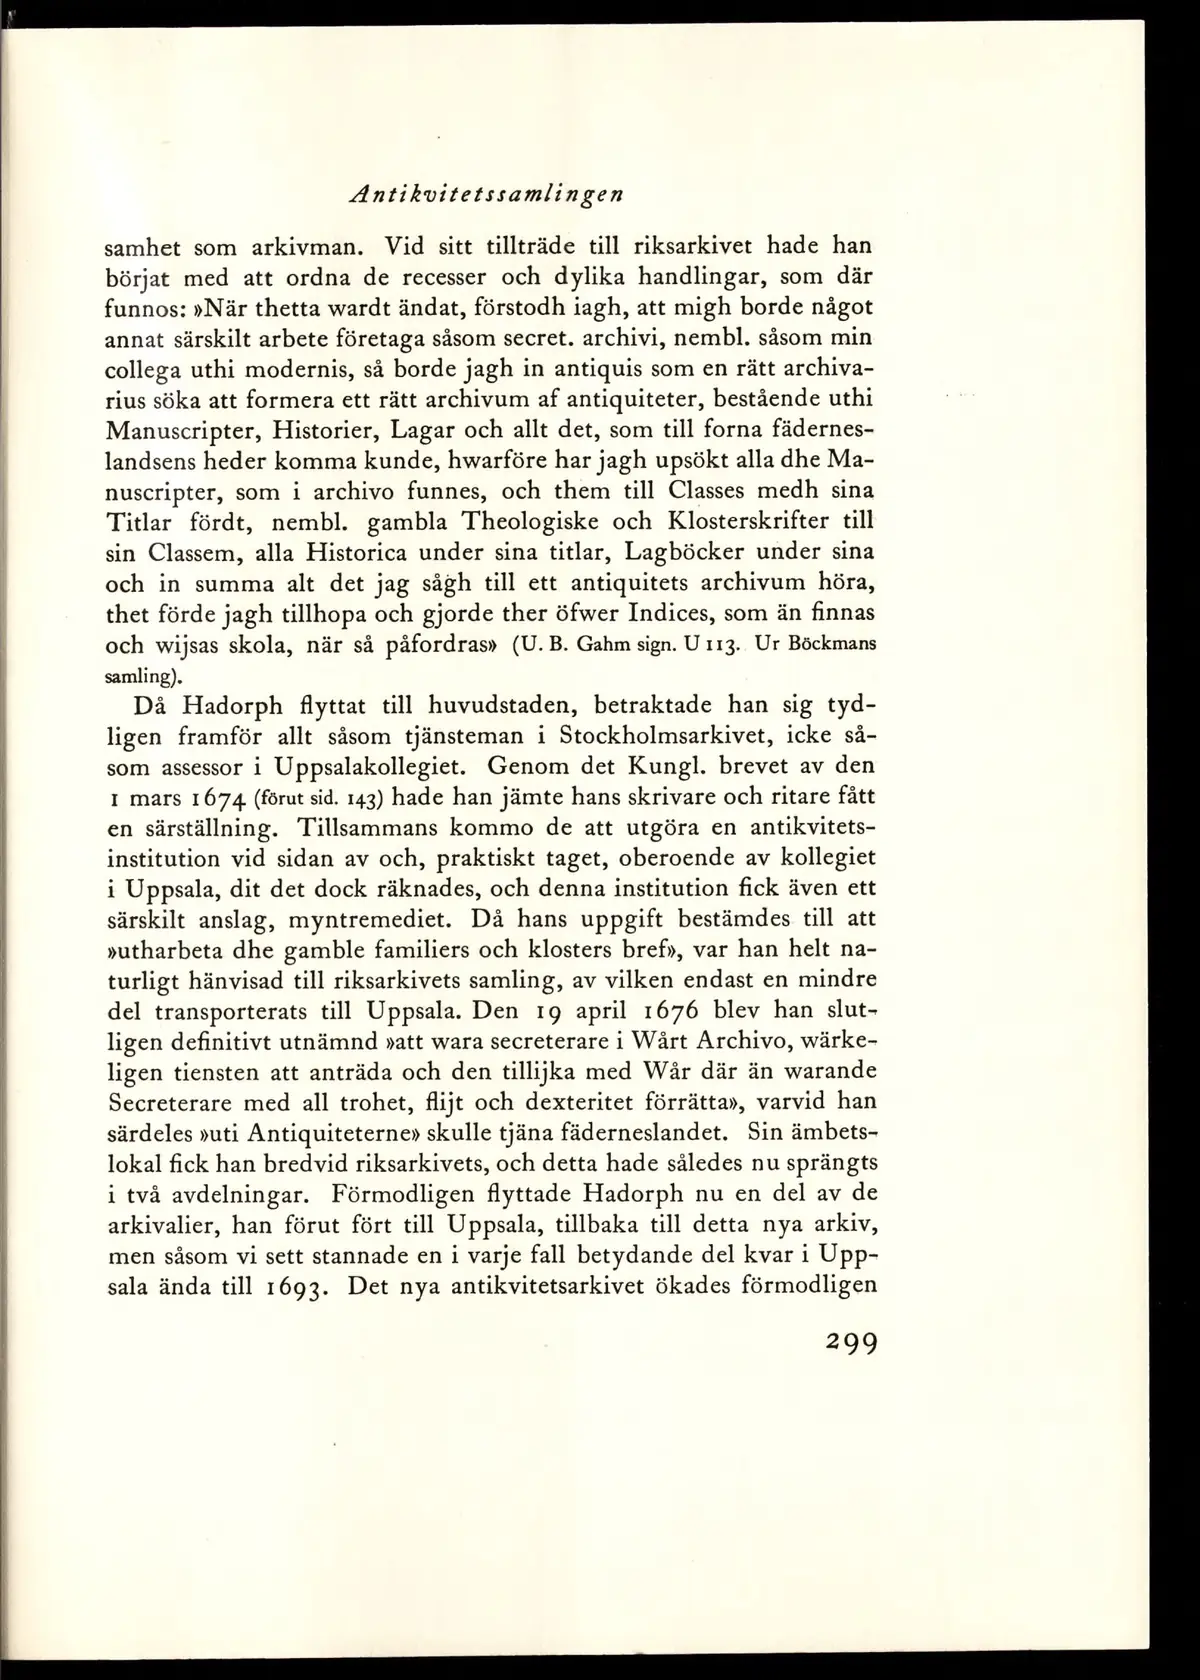 Antikvitetssamlingen
samhet som arkivman. Vid sitt tillträde till riksarkivet hade han
börjat med att ordna de recesser och dylika handlingar, som där
funnos: »När thetta wardt ändat, förstodh iagh, att migh borde något
annat särskilt arbete företaga såsom secret. archivi, nembl. såsom min
collega uthi modernis, så borde jagh in antiquis som en rätt archiva-
rius söka att formera ett rätt archivum af antiquiteter, bestående uthi
Manuscripter, Historier, Lagar och allt det, som till forna fädernes-
landsens heder komma kunde, hwarföre har jagh upsökt alla dhe Ma-
nuscripter, som i archivo funnes, och them till Classes medh sina
Titlar fördt, nembl. gambla Theologiske och Klosterskrifter till
sin Classem, alla Historica under sina titlar, Lagböcker under sina
och in summa alt det jag sågh till ett antiquitets archivum höra,
thet förde jagh tillhopa och gjorde ther öfwer Indices, som än finnas
och wijsas skola, när så påfordras» (U. B. Gahm sign. U 113. Ur Böckmans
samling).
Då Hadorph flyttat till huvudstaden, betraktade han sig tyd-
ligen framför allt såsom tjänsteman i Stockholmsarkivet, icke så-
som assessor i Uppsalakollegiet. Genom det Kungl. brevet av den
1 mars 1674 (förut sid. 143) hade han jämte hans skrivare och ritare fått
en särställning. Tillsammans kommo de att utgöra en antikvitets-
institution vid sidan av och, praktiskt taget, oberoende av kollegiet
i Uppsala, dit det dock räknades, och denna institution fick även ett
särskilt anslag, myntremediet. Då hans uppgift bestämdes till att
»utharbeta dhe gamble familiers och klosters bref», var han helt na-
turligt hänvisad till riksarkivets samling, av vilken endast en mindre
del transporterats till Uppsala. Den 19 april 1676 blev han slut-
ligen definitivt utnämnd »att wara secreterare i Wårt Archivo, wärke-
ligen tiensten att anträda och den tillijka med Wår där än warande
Secreterare med all trohet, flijt och dexteritet förrätta», varvid han
särdeles »uti Antiquiteterne» skulle tjäna fäderneslandet. Sin ämbets-
lokal fick han bredvid riksarkivets, och detta hade således nu sprängts
i två avdelningar. Förmodligen flyttade Hadorph nu en del av de
arkivalier, han förut fört till Uppsala, tillbaka till detta nya arkiv,
men såsom vi sett stannade en i varje fall betydande del kvar i Upp-
sala ända till 1693. Det nya antikvitetsarkivet ökades förmodligen
299